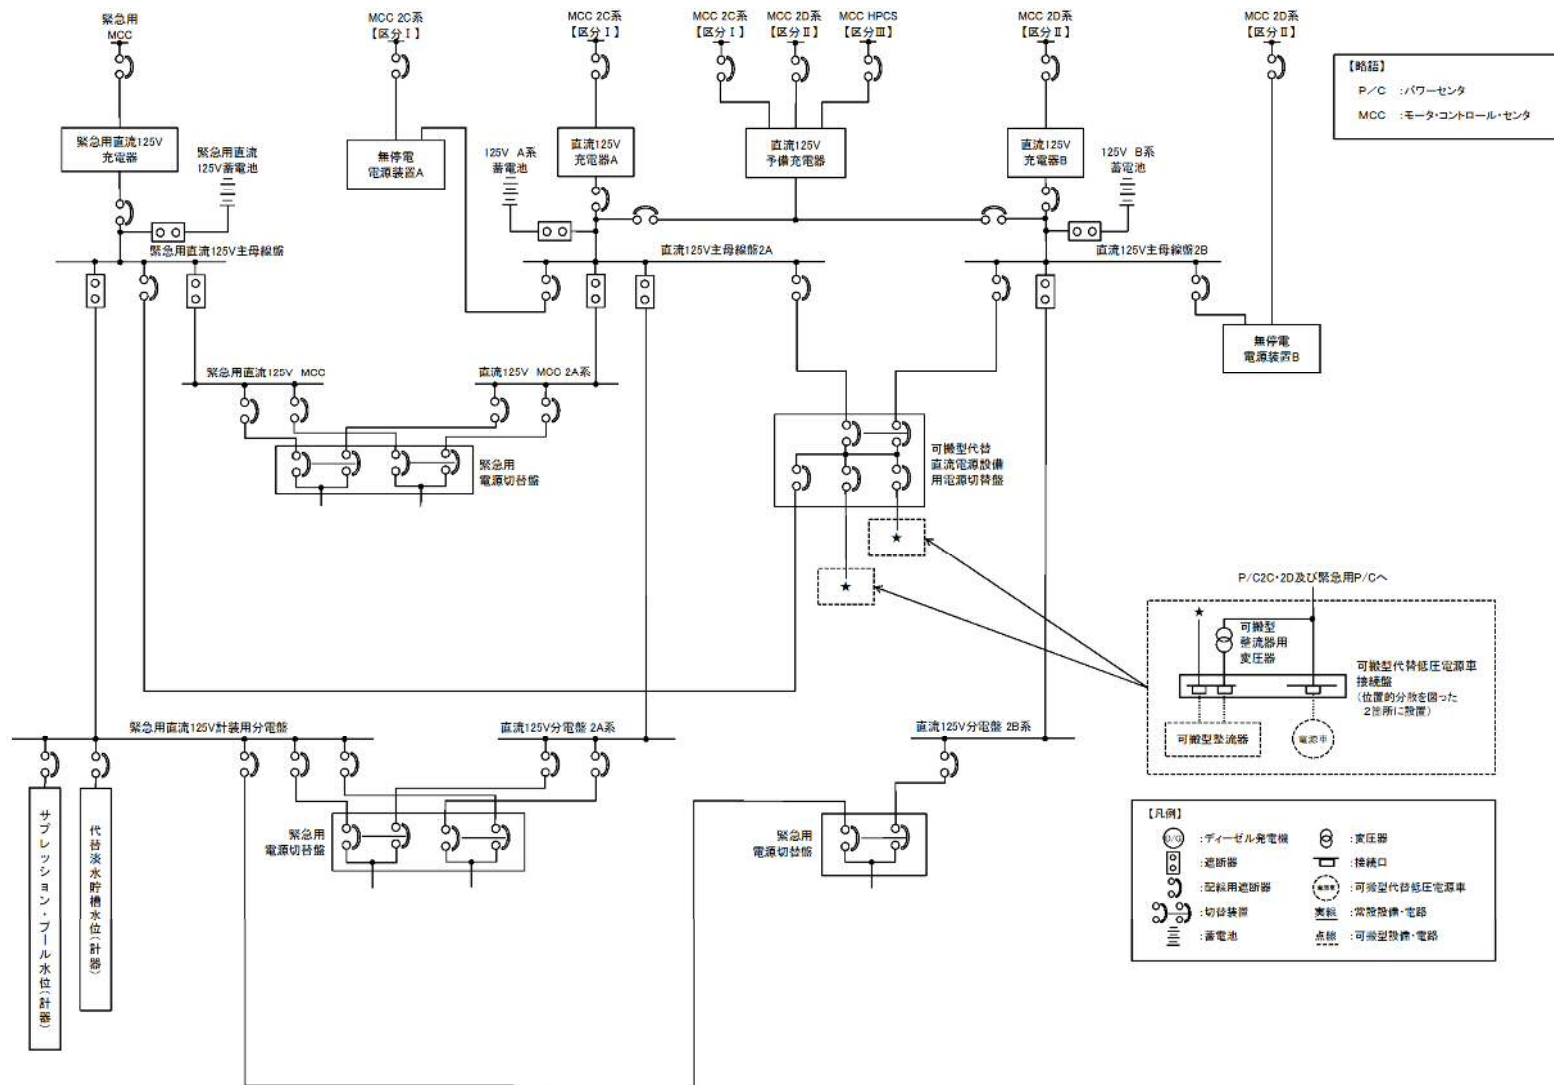 緊急用
MCC
MCC 2C系
【区分Ⅰ】
MCC 2C系
【区分Ⅰ】
MCC 2C系
【区分Ⅰ】
MCC 2D系
【区分Ⅱ】
MCC HPCS
【区分Ⅲ】
MCC 2D系
【区分Ⅱ】
MCC 2D系
【区分Ⅱ】
【略語】
P/C :パワーセンタ
MCC :モータ・コントロール・センタ
緊急用直流125V
充電器
緊急用直流
125V蓄電池
無停電
電源装置A
125V A系
蓄電池
直流125V
充電器A
直流125V
予備充電器
直流125V
充電器B
125V B系
蓄電池
緊急用直流125V主母線盤
直流125V主母線盤2A
直流125V主母線盤2B
無停電
電源装置B
緊急用直流125V MCC
直流125V MCC 2A系
緊急用
電源切替盤
可搬型代替
直流電源設備
用電源切替盤
★
★
P/C2C・2D及び緊急用P/Cへ
★
可搬型
整流器用
変圧器
可搬型代替低圧電源車
接続盤
(位置的分散を図った
2箇所に設置)
可搬型整流器
電源車
緊急用直流125V計装用分電盤
直流125V分電盤 2A系
直流125V分電盤 2B系
サプレッション・プール水位(計器)
代替淡水貯槽水位(計器)
緊急用
電源切替盤
緊急用
電源切替盤
【凡例】
D/G :ディーゼル発電機
:変圧器
:遮断器
:接続口
:配線用遮断器
電源車 :可搬型代替低圧電源車
:切替装置
実線 :常設設備・電路
:蓄電池
点線 :可搬型設備・電路